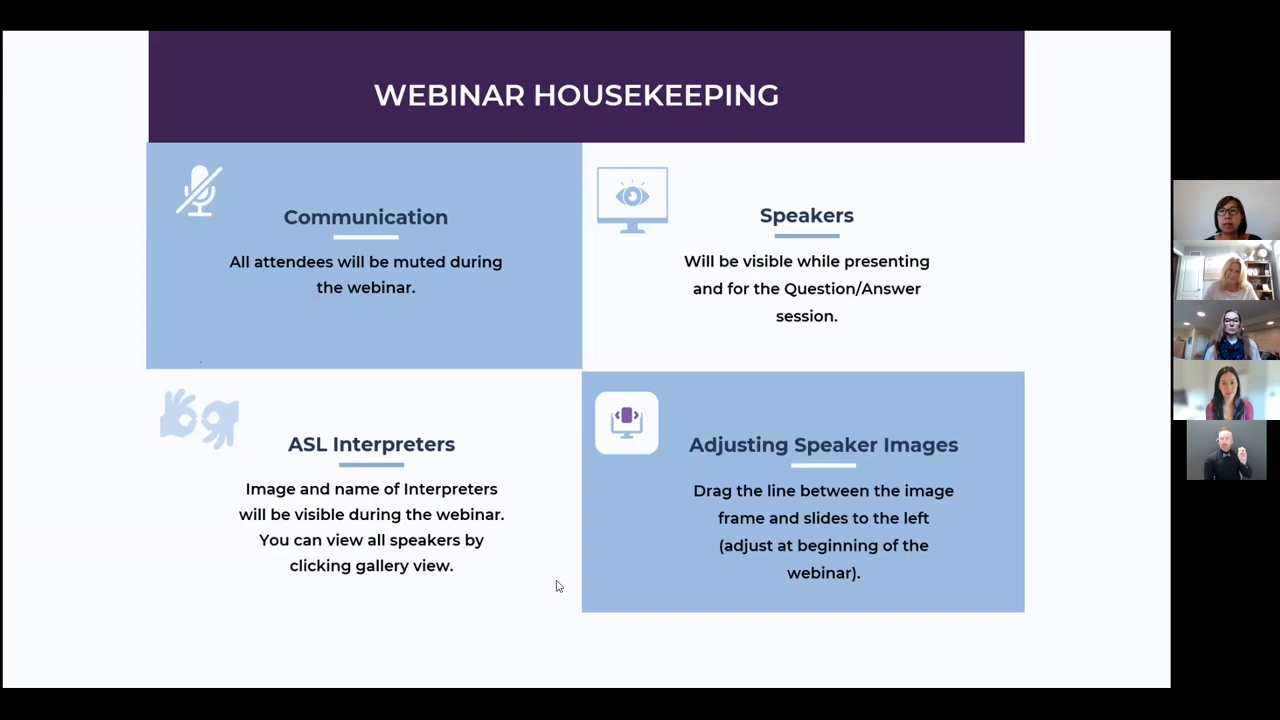 WEBINAR HOUSEKEEPING
Communication
All attendees will be muted during
the webinar.
Speakers
Will be visible while presenting
and for the Question/Answer
session.
ASL Interpreters
Image and name of Interpreters
will be visible during the webinar.
You can view all speakers by
clicking gallery view.
Adjusting Speaker Images
Drag the line between the image
frame and slides to the left
(adjust at beginning of the
webinar).